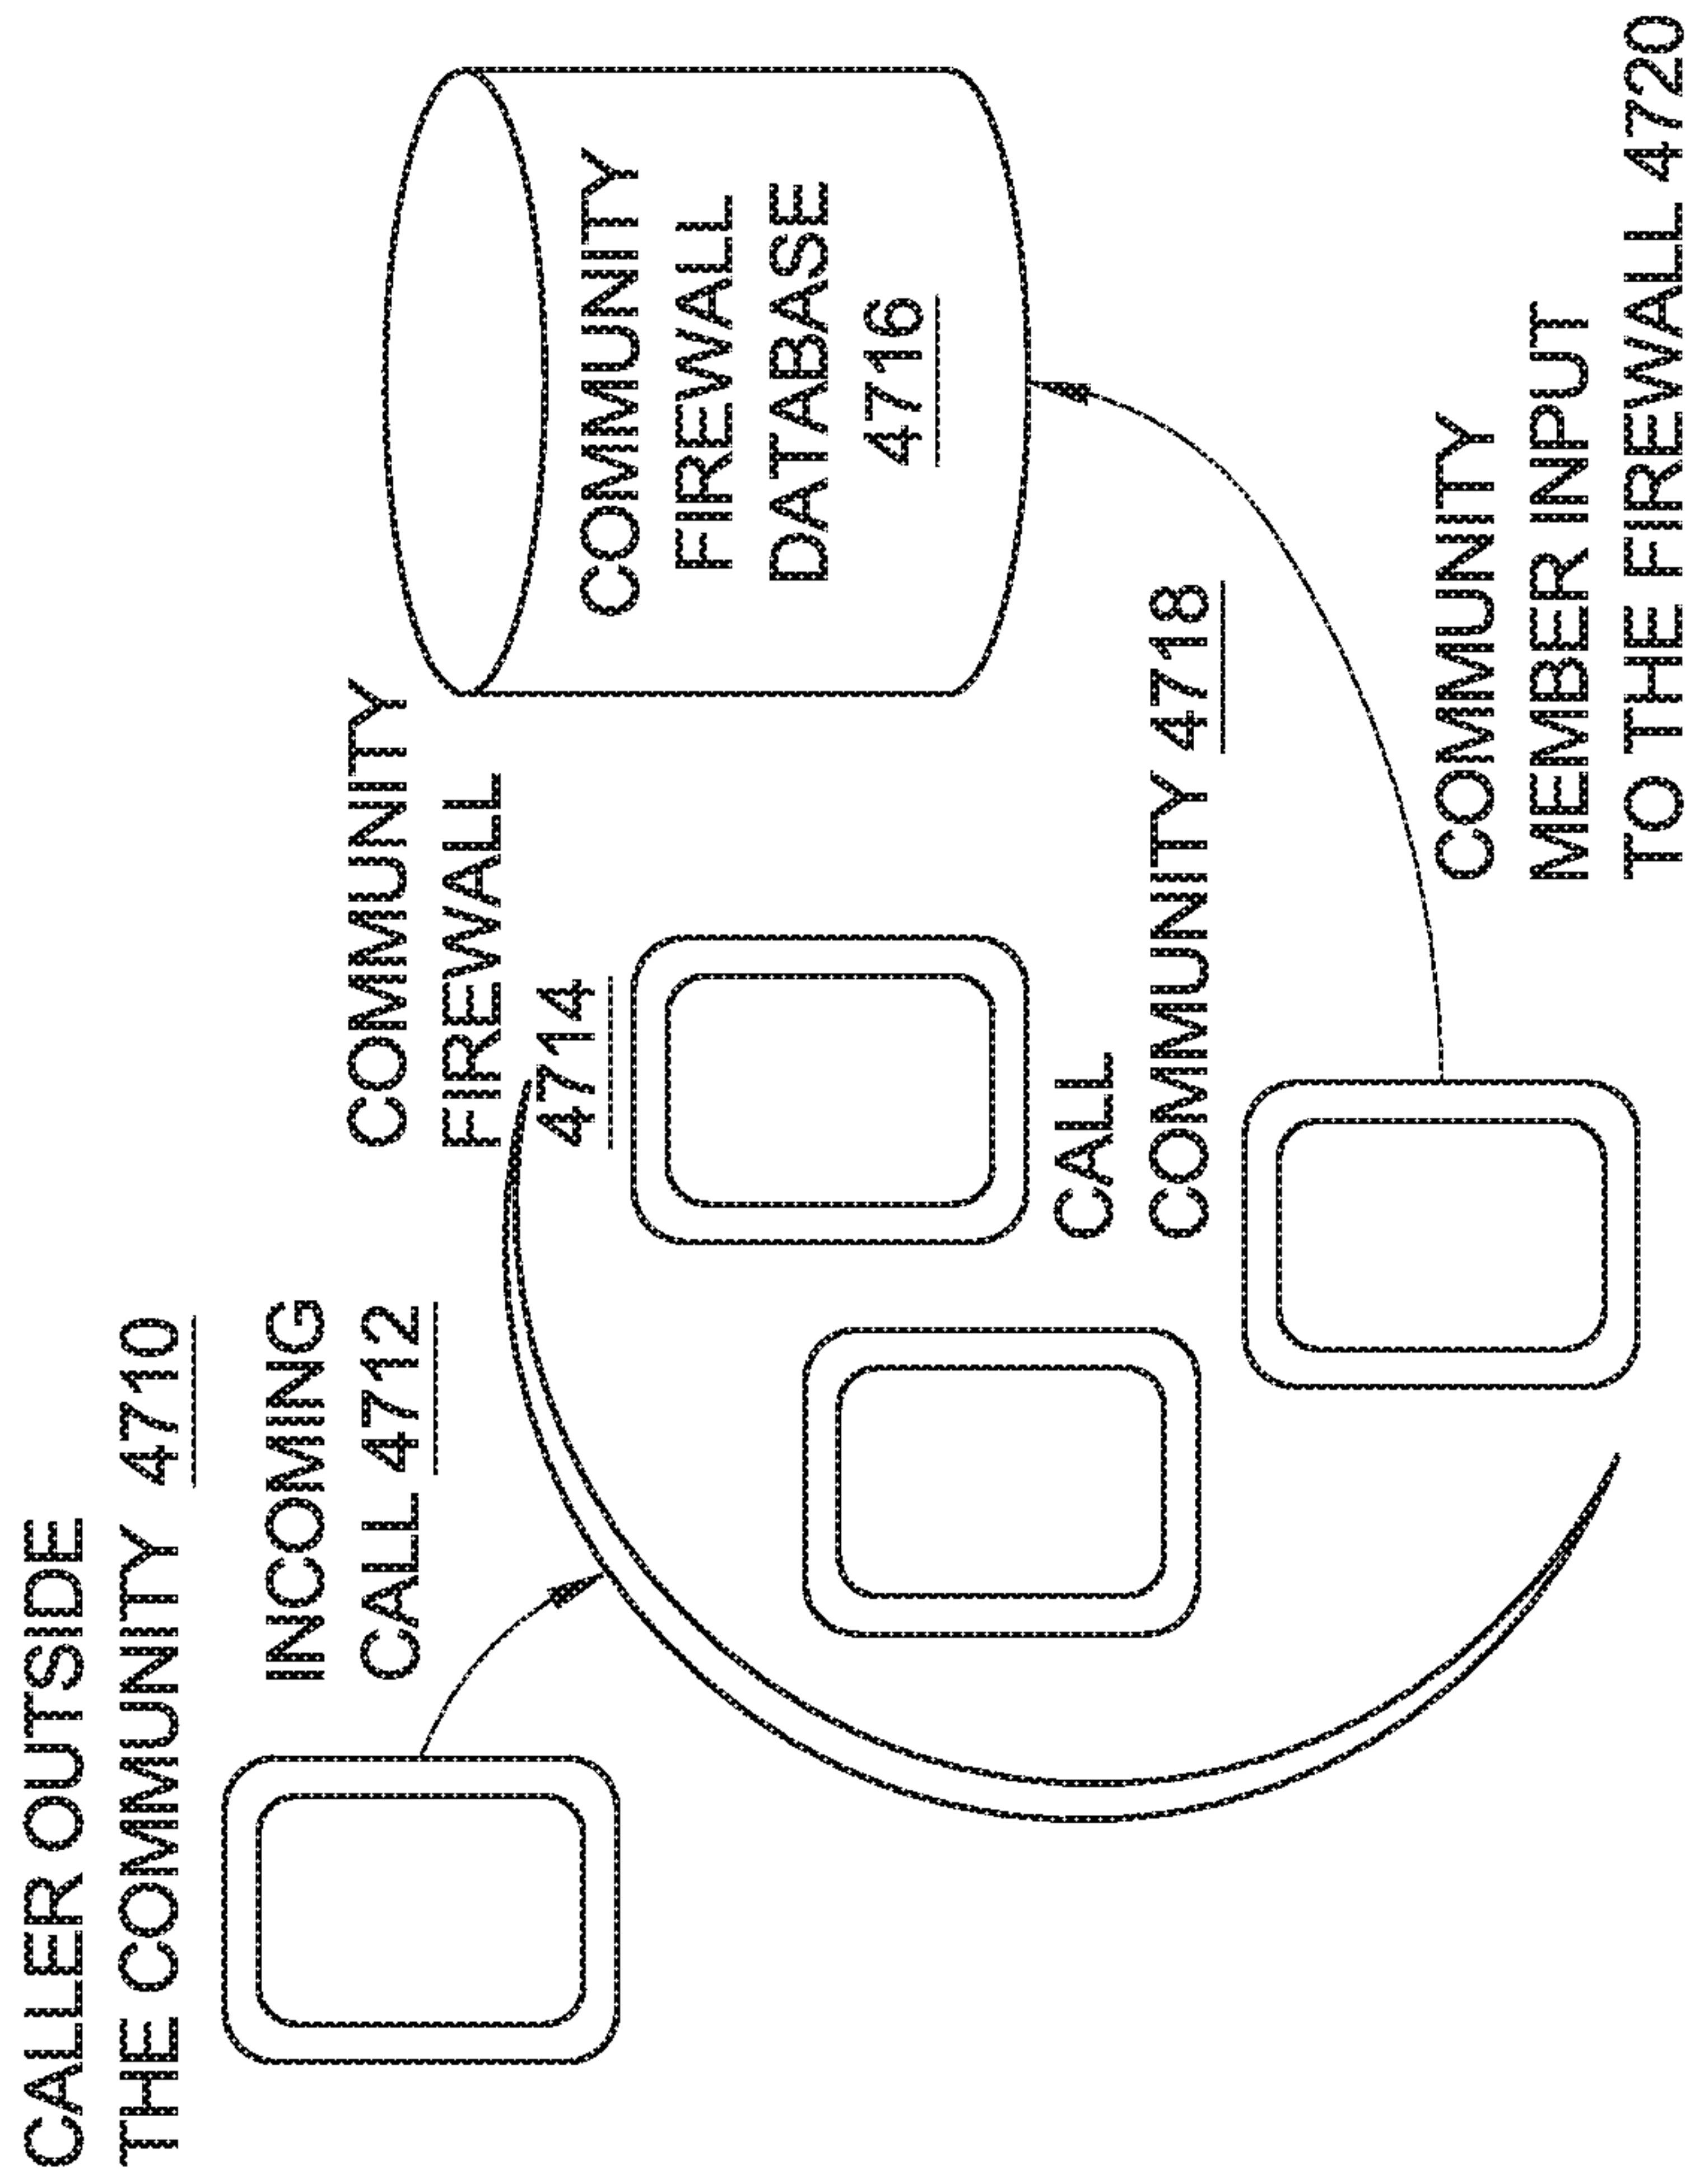 CALLER OUTSIDE
THE COMMUNITY 4710
INCOMING
CALL 4712
COMMUNITY
FIREWALL
4714
COMMUNITY
FIREWALL
DATABASE
4716
CALL
COMMUNITY 4718
COMMUNITY
MEMBER INPUT
TO THE FIREWALL 4720